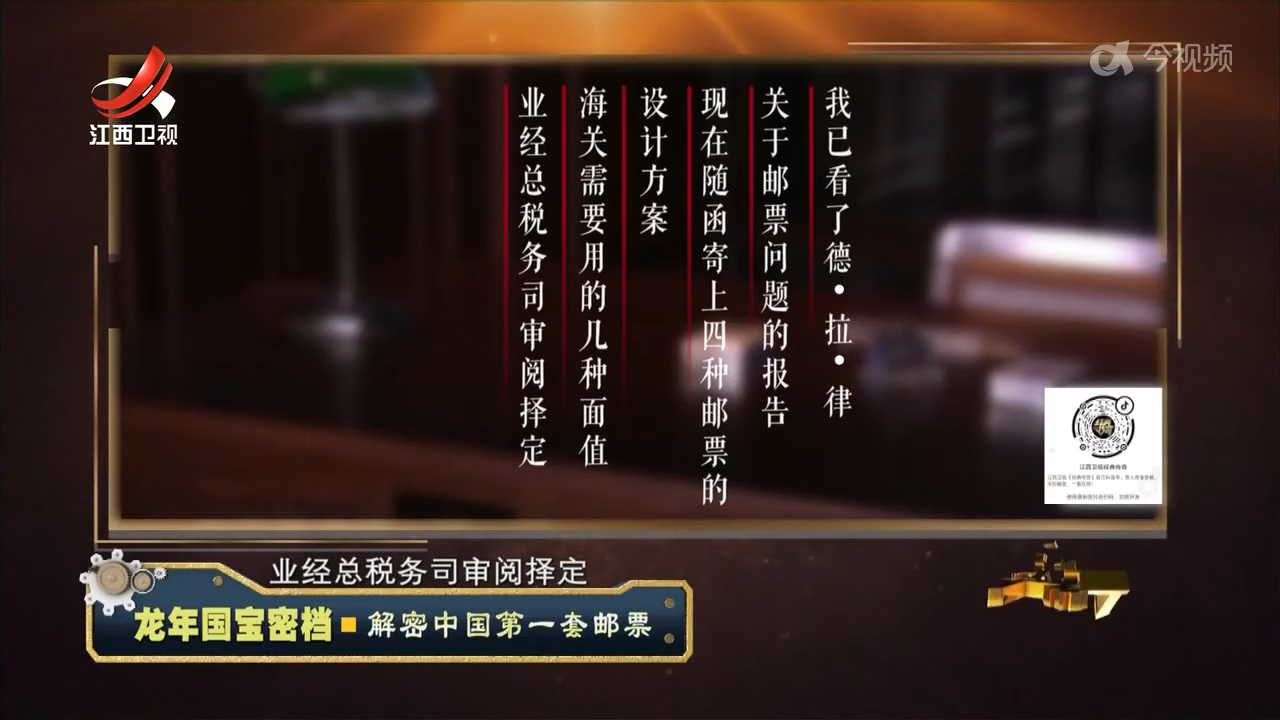 江西卫视
今视频
我已看了德·拉·律
关于邮票问题的报告
现在随函寄上四种邮票的
设计方案
海关需要用的几种面值
业经总税务司审阅择定
江西卫视经典传奇
业经总税务司审阅择定
龙年国宝密档 解密中国第一套邮票